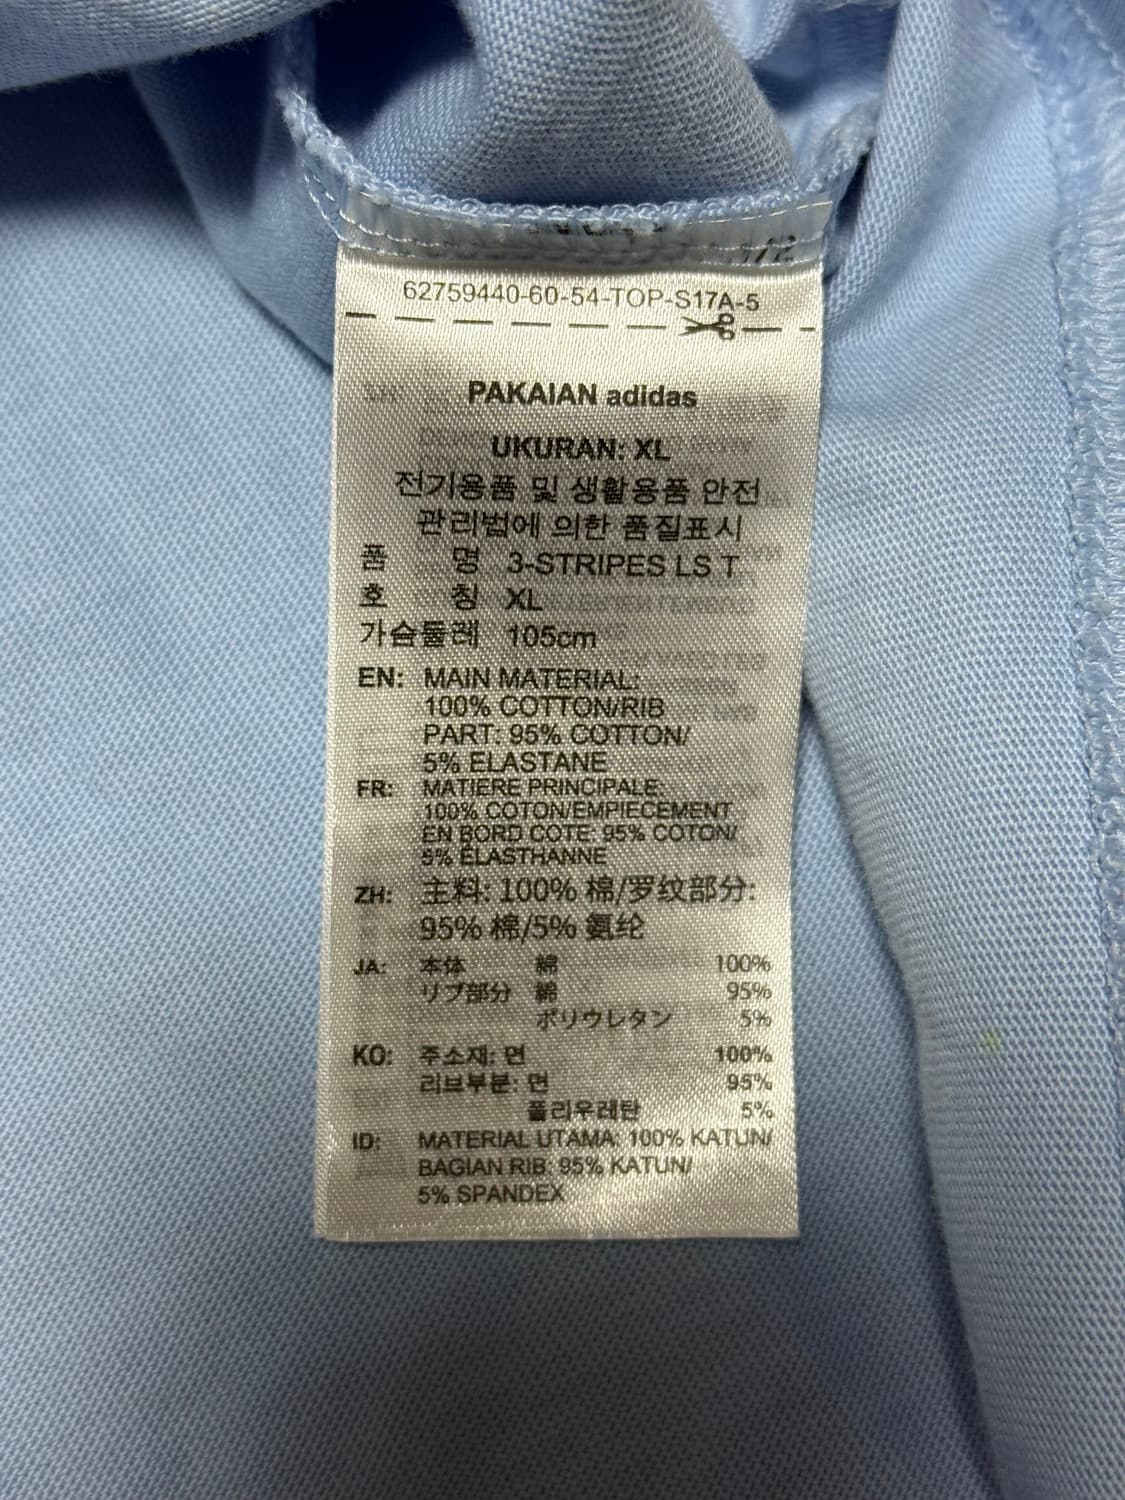 62759440-60-54-TOP-S17A-5
PAKAIAN adidas
UKURAN: XL
전기용품 및 생활용품 안전
관리법에 의한 품질표시
품 명 3-STRIPES LS T
호 칭 XL
가슴둘레 105cm
EN: MAIN MATERIAL:
100% COTTON/RIB
PART: 95% COTTON/
5% ELASTANE
FR: MATIERE PRINCIPALE:
100% COTON/EMPIECEMENT
EN BORD COTE: 95% COTON/
5% ÉLASTHANNE
ZH: 主料: 100% 棉/罗纹部分:
95% 棉/5% 氨纶
JA: 本体 綿 100%
リブ部分 綿 95%
ポリウレタン 5%
KO: 주소재: 면 100%
리브부분: 면 95%
폴리우레탄 5%
ID: MATERIAL UTAMA: 100% KATUN/
BAGIAN RIB: 95% KATUN/
5% SPANDEX